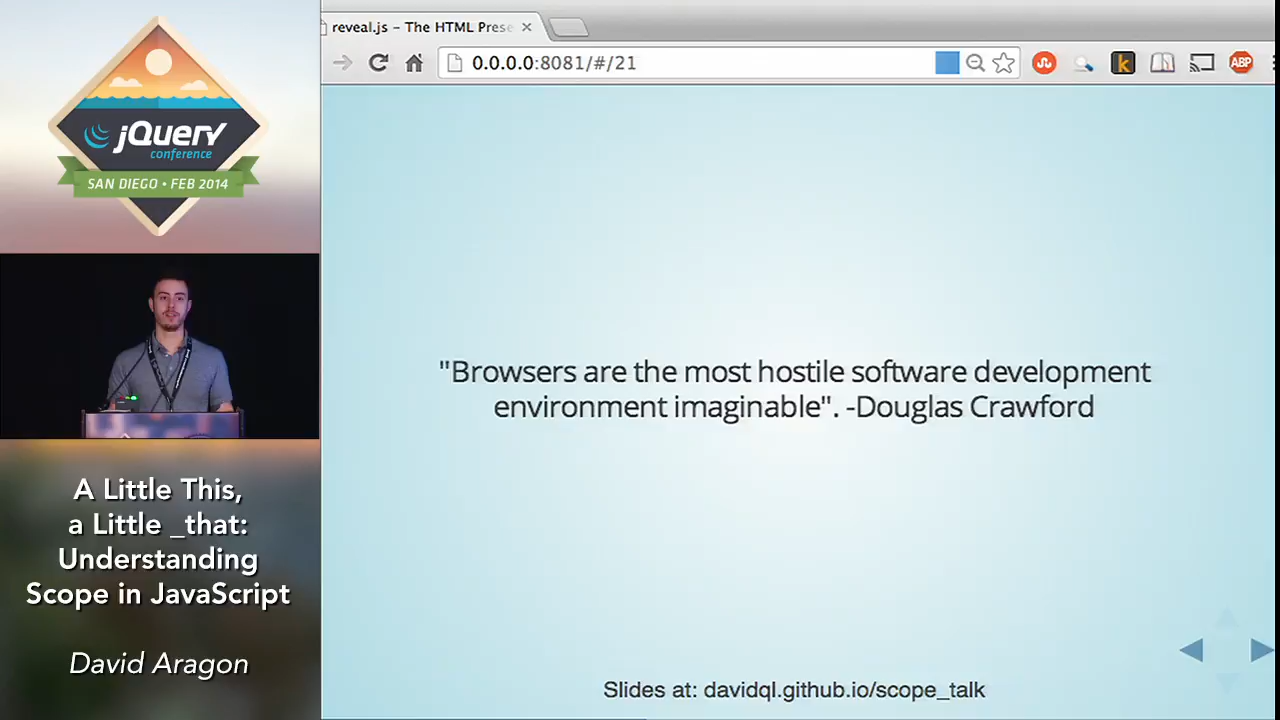 jQuery
conference
SAN DIEGO • FEB 2014
A Little This,
a Little _that:
Understanding
Scope in JavaScript
David Aragon
reveal.js – The HTML Prese
0.0.0.0:8081/#/21
k
ABP
"Browsers are the most hostile software development
environment imaginable". -Douglas Crawford
Slides at: davidql.github.io/scope_talk